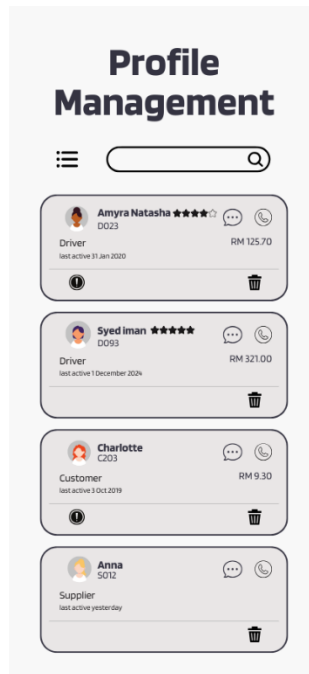 Profile
Management
Amyra Natasha ★★★★☆
D023
Driver
RM 125.70
last active 31 Jan 2020
Syed iman ★★★★★
D093
Driver
RM 321.00
last active 1 December 2024
Charlotte
C203
Customer
RM 9.30
last active 3 Oct 2019
Anna
S012
Supplier
last active yesterday